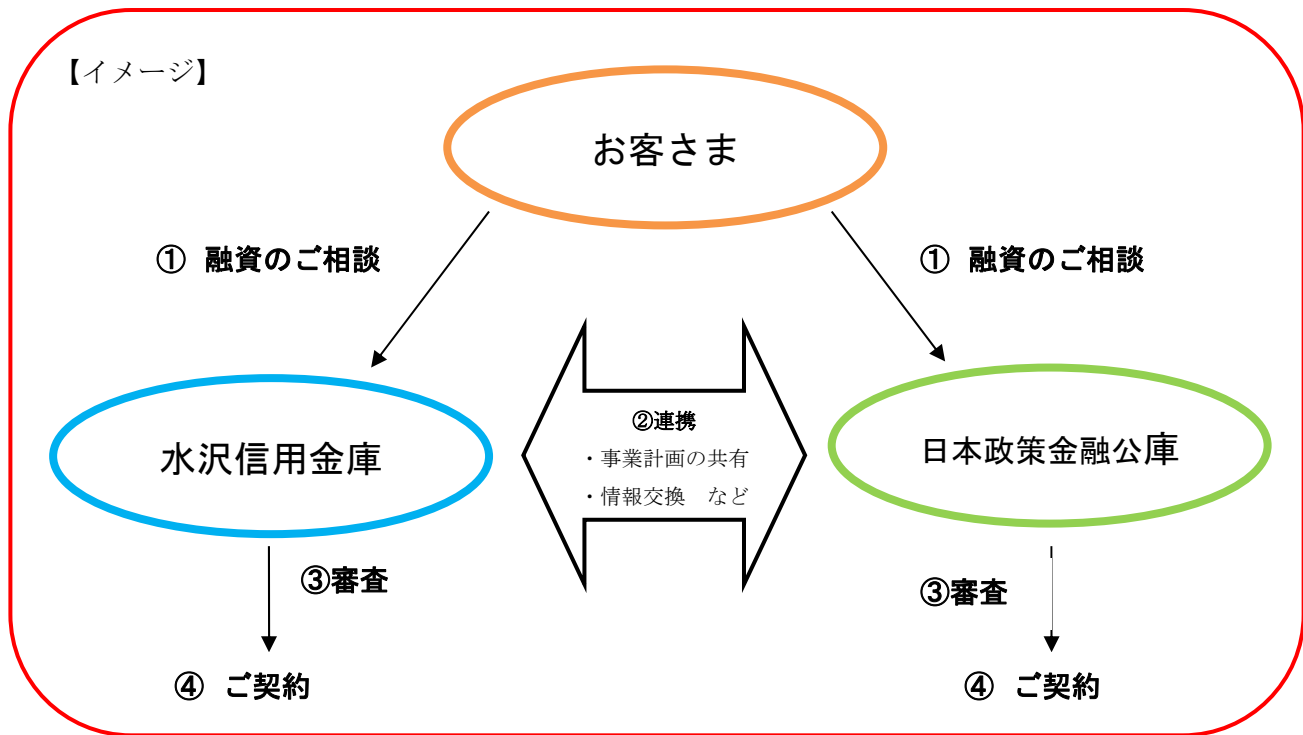 【イメージ】
お客さま
① 融資のご相談
① 融資のご相談
水沢信用金庫
②連携
・事業計画の共有
・情報交換　など
日本政策金融公庫
③審査
③審査
④ ご契約
④ ご契約